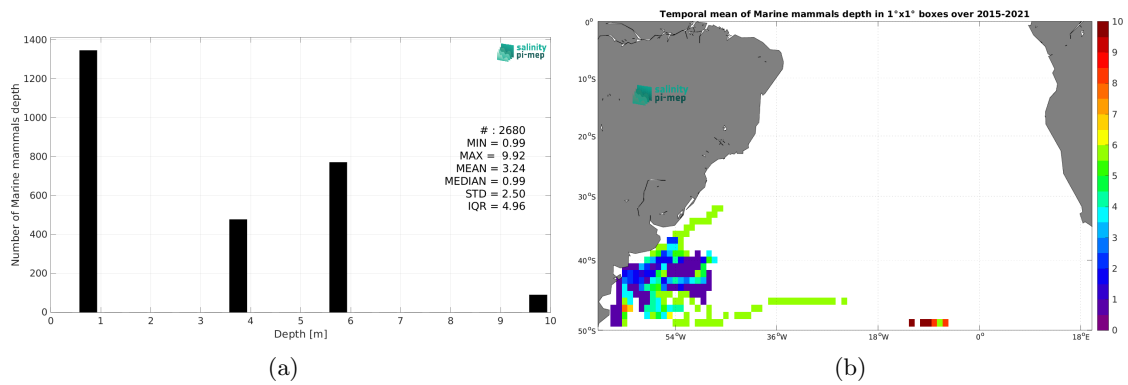 1400
1200
1000
800
600
400
200
0
Number of Marine mammals depth
salinity
pi-mep
# : 2680
MIN = 0.99
MAX = 9.92
MEAN = 3.24
MEDIAN = 0.99
STD = 2.50
IQR = 4.96
0 1 2 3 4 5 6 7 8 9 10
Depth [m]
(a)
Temporal mean of Marine mammals depth in 1°x1° boxes over 2015-2021
0°
10°S
20°S
30°S
40°S
50°S
salinity
pi-mep
54°W 36°W 18°W 0° 18°E
10
9
8
7
6
5
4
3
2
1
0
(b)